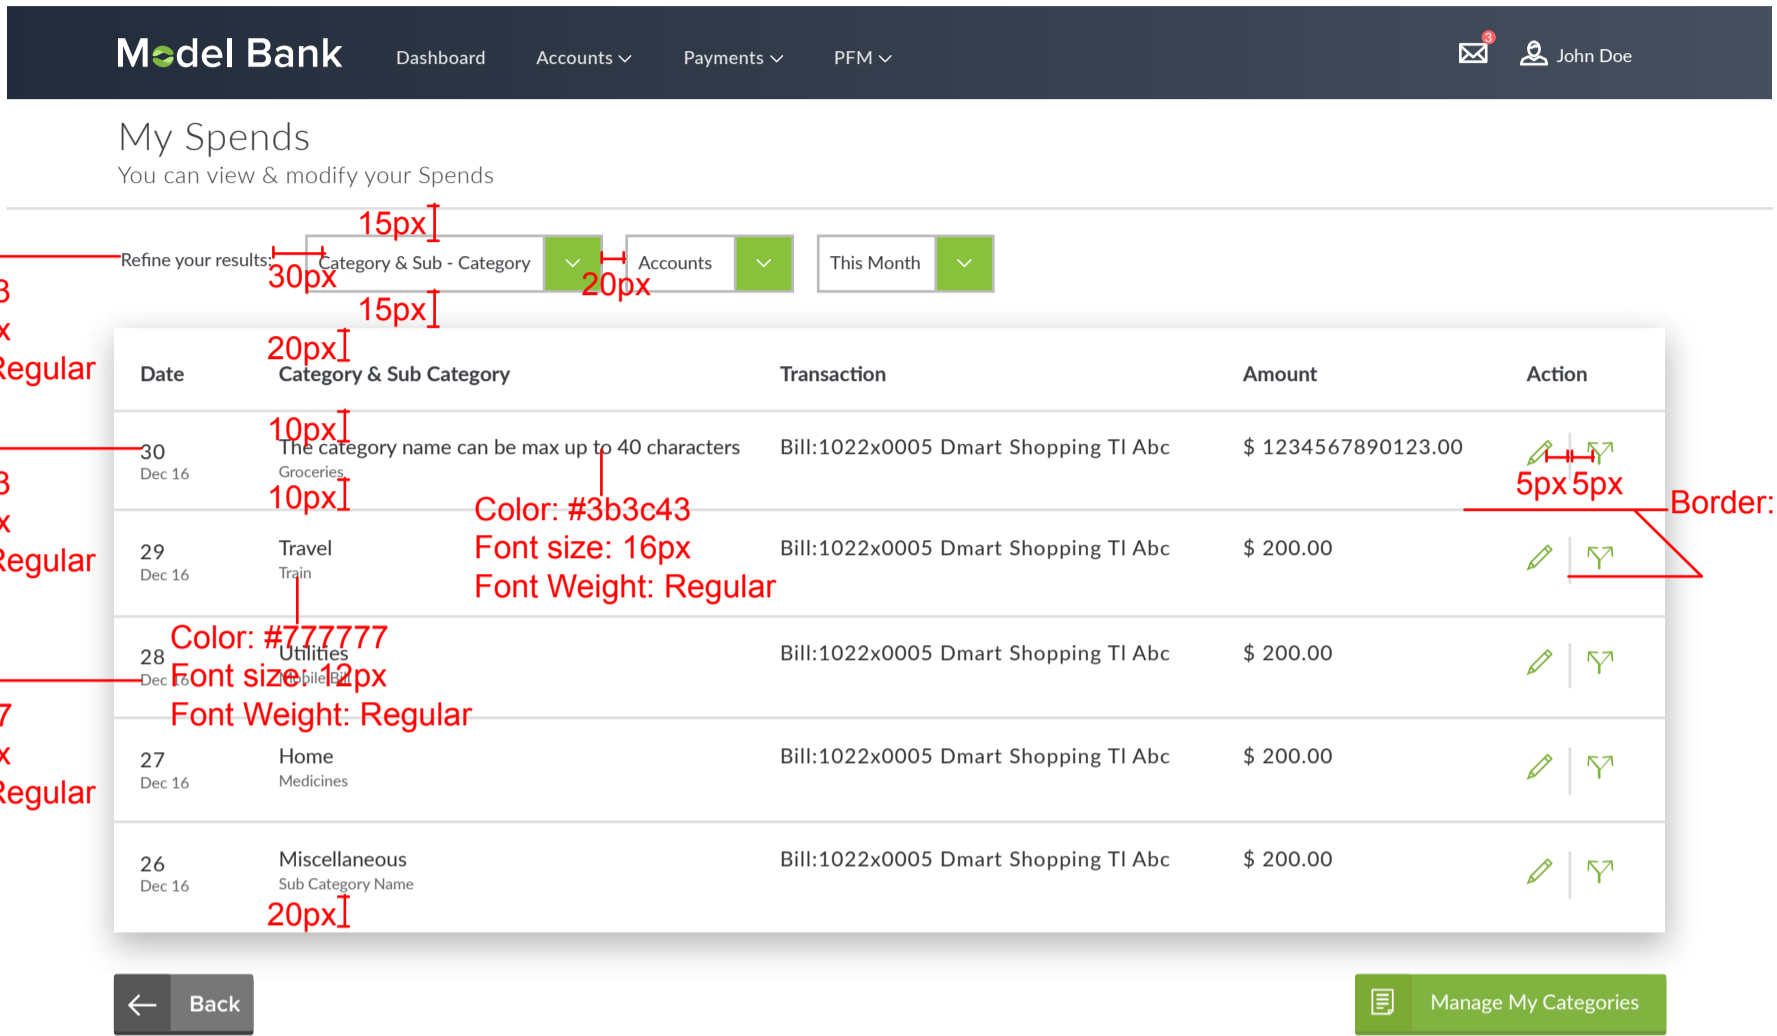 Model Bank
Dashboard
Accounts
Payments
PFM
3
John Doe
My Spends
You can view & modify your Spends
15px
Refine your results:
30px
Category & Sub - Category
20px
Accounts
This Month
15px
3
x
Regular
20px
Date
Category & Sub Category
Transaction
Amount
Action
10px
30
Dec 16
The category name can be max up to 40 characters
Groceries
Bill:1022x0005 Dmart Shopping Tl Abc
$ 1234567890123.00
10px
5px
5px
Border:
3
x
Regular
Color: #3b3c43
Font size: 16px
Font Weight: Regular
29
Dec 16
Travel
Train
Bill:1022x0005 Dmart Shopping Tl Abc
$ 200.00
Color: #777777
Font size: 12px
Font Weight: Regular
28
Dec 16
Utilities
Mobile Bill
Bill:1022x0005 Dmart Shopping Tl Abc
$ 200.00
7
x
Regular
27
Dec 16
Home
Medicines
Bill:1022x0005 Dmart Shopping Tl Abc
$ 200.00
26
Dec 16
Miscellaneous
Sub Category Name
Bill:1022x0005 Dmart Shopping Tl Abc
$ 200.00
20px
Back
Manage My Categories